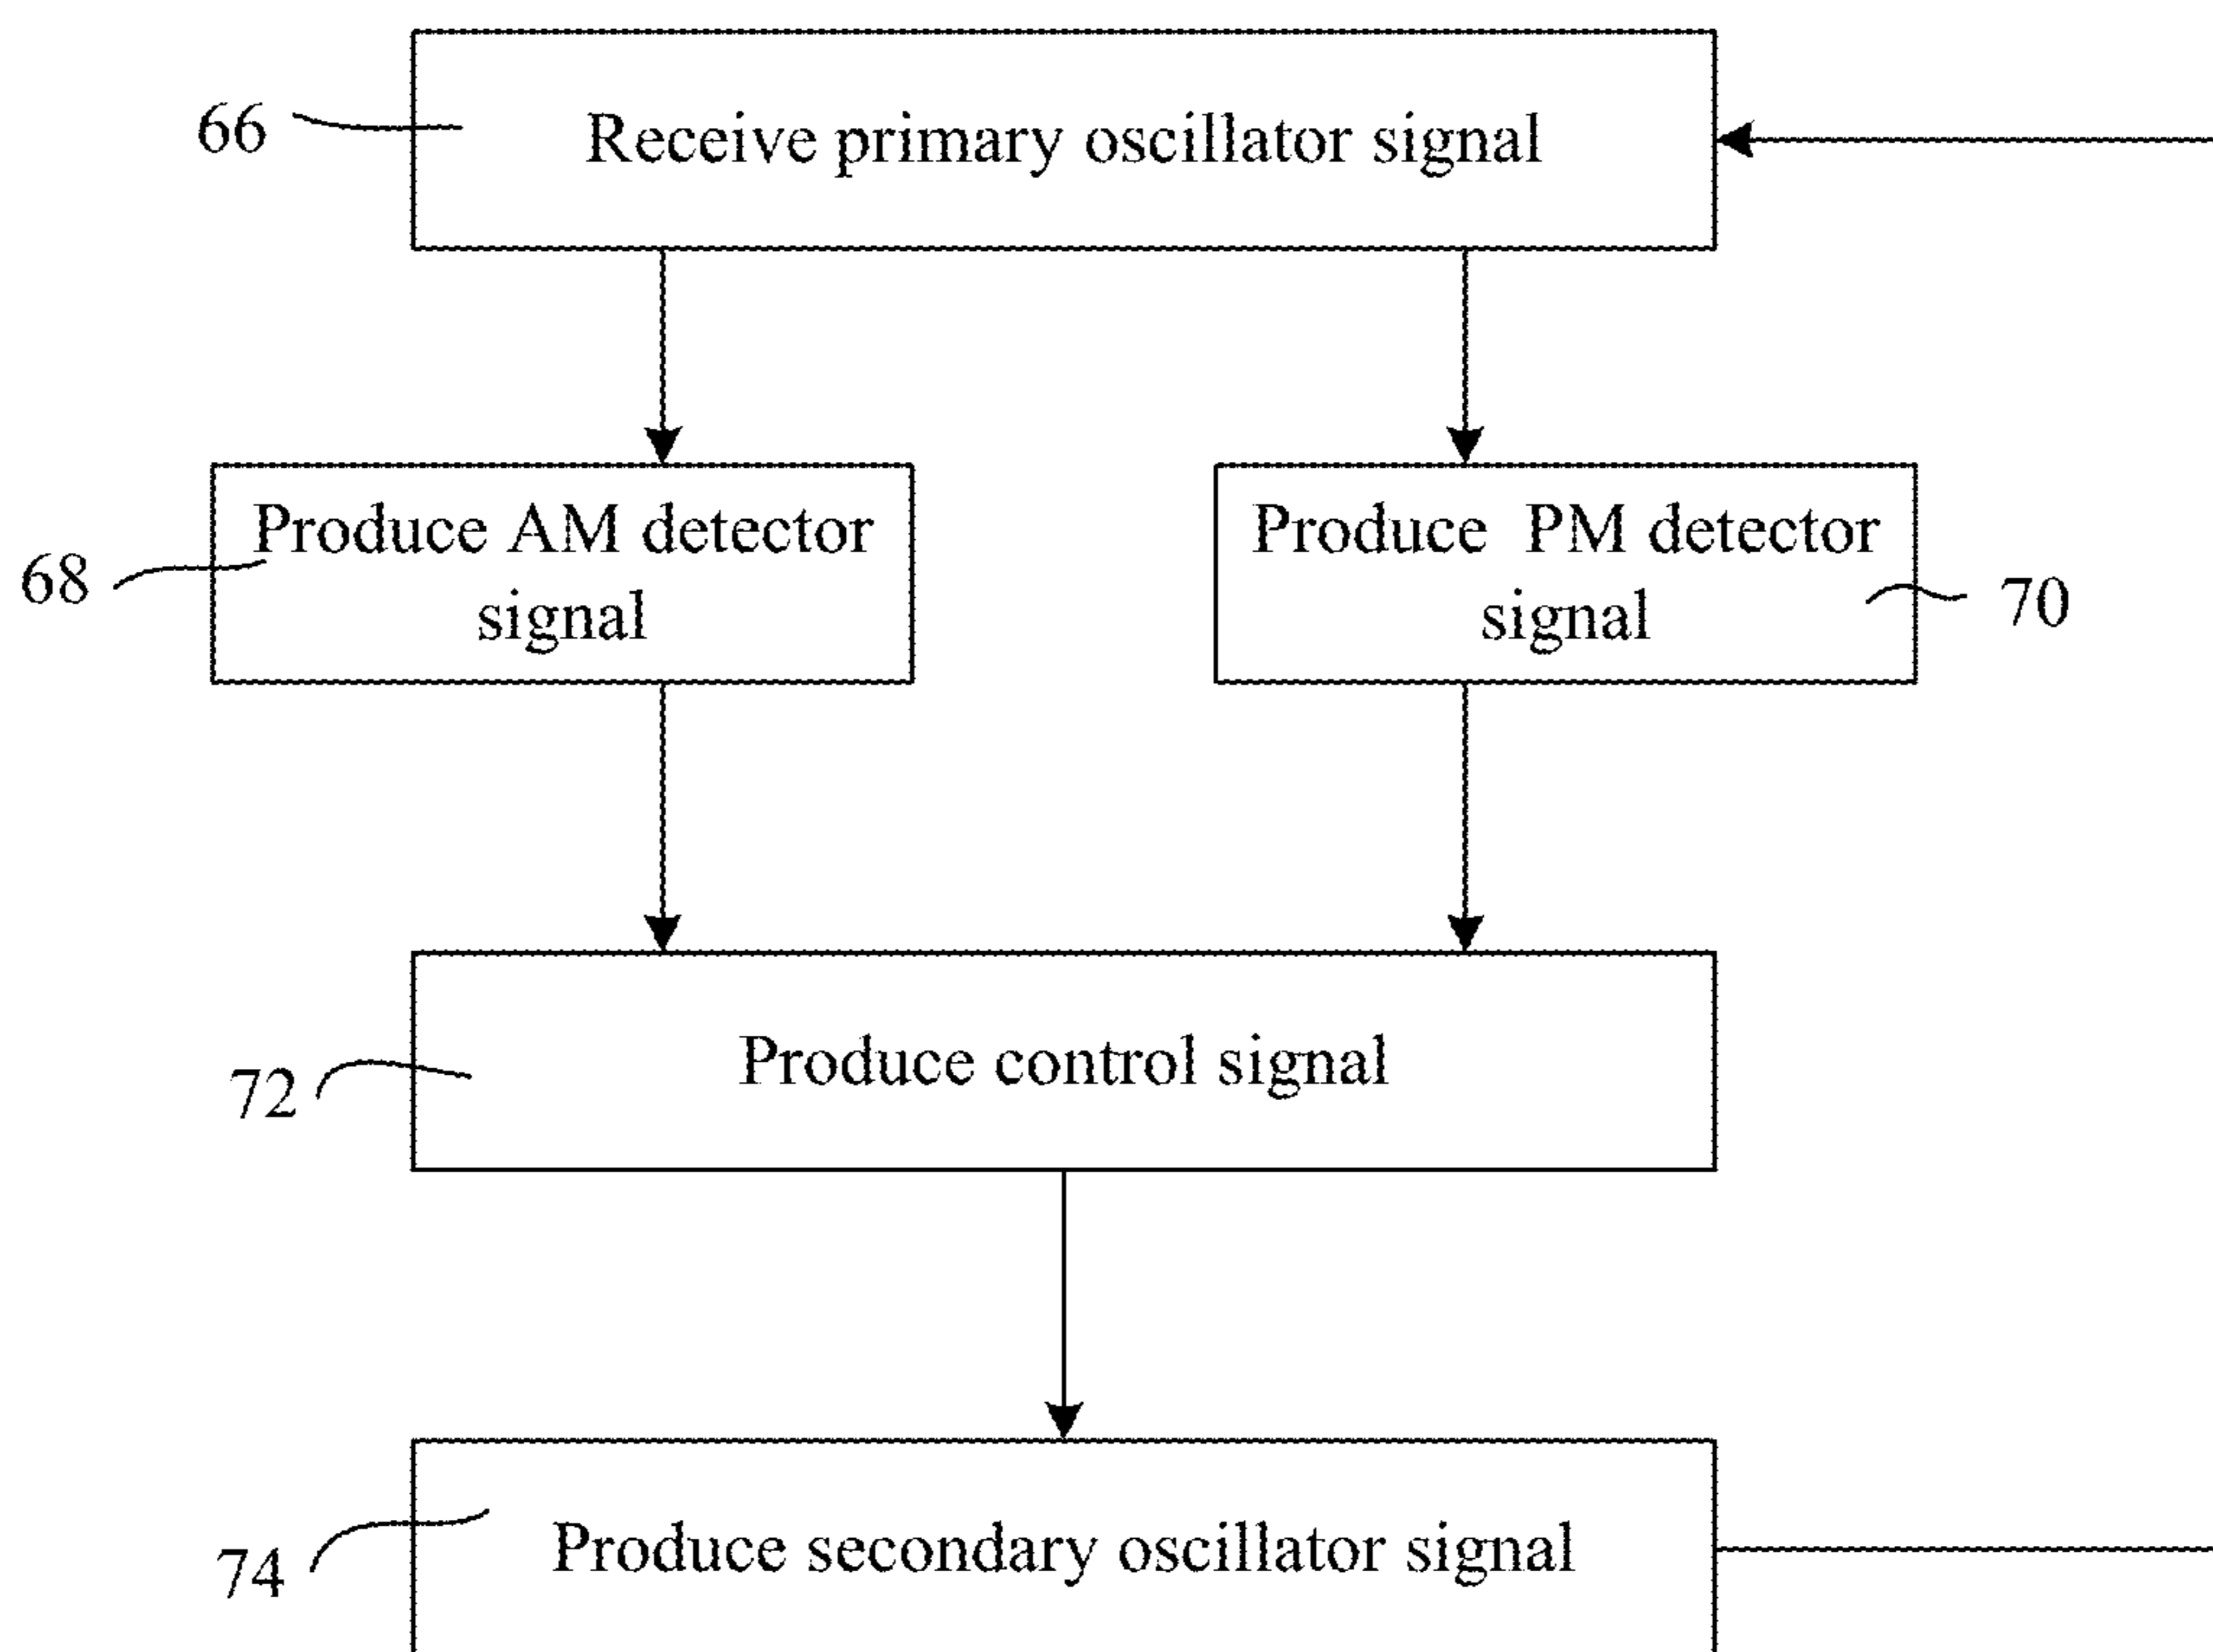 66
Receive primary oscillator signal
Produce AM detector
signal
68
Produce  PM detector
signal
70
Produce control signal
72
Produce secondary oscillator signal
74